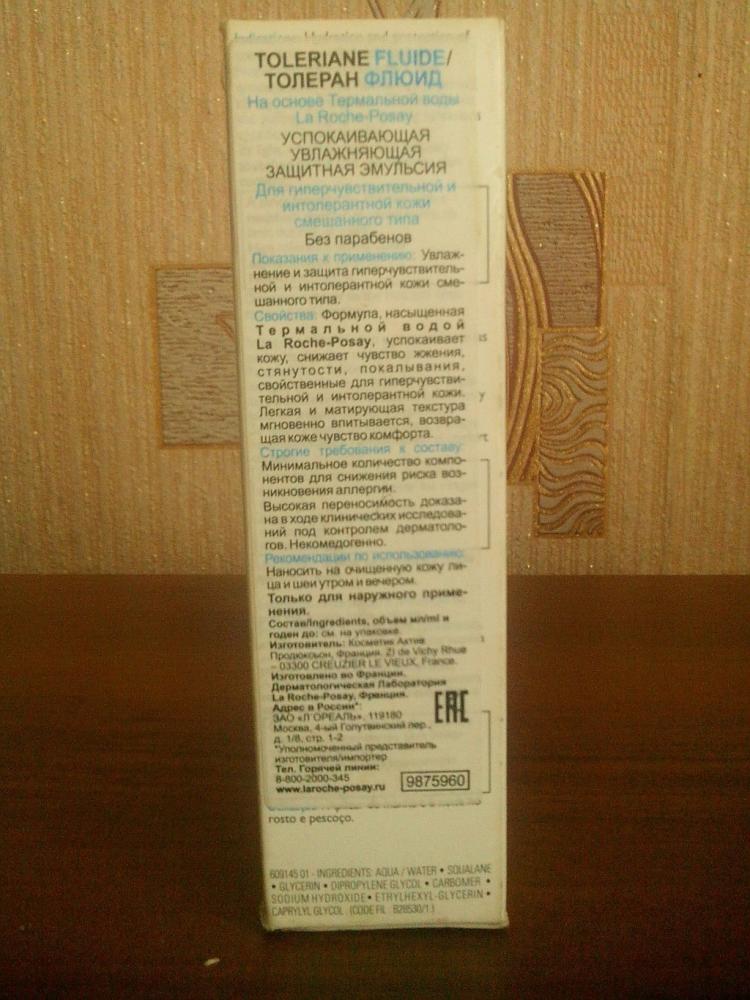 TOLERIANE FLUIDE/
ТОЛЕРАН ФЛЮИД
На основе Термальной воды
La Roche-Posay
УСПОКАИВАЮЩАЯ
УВЛАЖНЯЮЩАЯ
ЗАЩИТНАЯ ЭМУЛЬСИЯ
Для гиперчувствительной и
интолерантной кожи
смешанного типа
Без парабенов
Показания к применению: Увлаж-
нение и защита гиперчувствитель-
ной и интолерантной кожи сме-
шанного типа.
Свойства: Формула, насыщенная
Термальной водой
La Roche-Posay, успокаивает
кожу, снижает чувство жжения,
стянутости, покалывания,
свойственные для гиперчувстви-
тельной и интолерантной кожи.
Легкая и матирующая текстура
мгновенно впитывается, возвра-
щая коже чувство комфорта.
Строгие требования к составу:
Минимальное количество компо-
нентов для снижения риска воз-
никновения аллергии.
Высокая переносимость доказа-
на в ходе клинических исследова-
ний под контролем дерматоло-
гов. Некомедогенно.
Рекомендации по использованию:
Наносить на очищенную кожу ли-
ца и шеи утром и вечером.
Только для наружного приме-
нения.
Состав/Ingredients, объем мл/ml и
годен до: см. на упаковке.
Изготовитель: Косметик Актив
Продюксьон, Франция. ZI de Vichy Rhue
– 03300 CREUZIER LE VIEUX, France.
Изготовлено во Франции.
Дерматологическая Лаборатория
La Roche-Posay, Франция.
Адрес в России*:
ЗАО «Л'ОРЕАЛЬ», 119180
Москва, 4-ый Голутвинский пер.,
д. 1/8, стр. 1-2
*Уполномоченный представитель
изготовителя/импортер
Тел. Горячей линии:
8-800-2000-345
www.laroche-posay.ru
EAC
9875960
rosto e pescoço.
609145 01 - INGREDIENTS: AQUA / WATER • SQUALANE
• GLYCERIN • DIPROPYLENE GLYCOL • CARBOMER •
SODIUM HYDROXIDE • ETHYLHEXYL-GLYCERIN •
CAPRYLYL GLYCOL. (CODE FIL B28530/1)